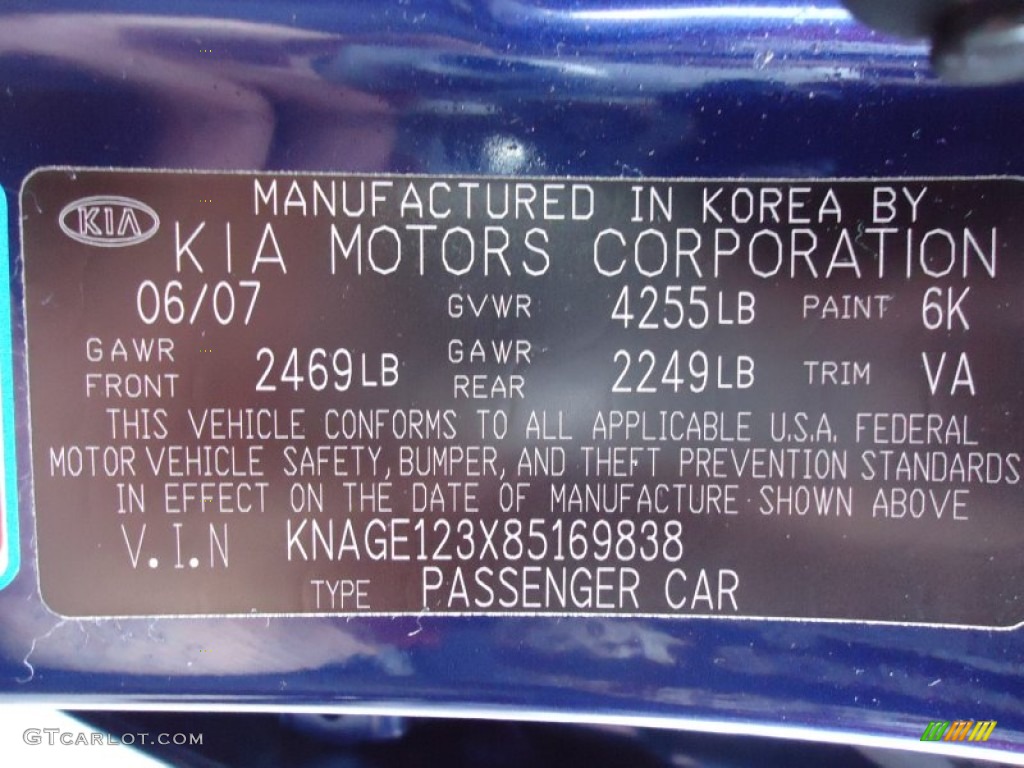 MANUFACTURED IN KOREA BY
KIA
KIA MOTORS CORPORATION
06/07 GVWR 4255LB PAINT 6K
GAWR FRONT 2469LB GAWR REAR 2249LB TRIM VA
THIS VEHICLE CONFORMS TO ALL APPLICABLE U.S.A. FEDERAL
MOTOR VEHICLE SAFETY, BUMPER, AND THEFT PREVENTION STANDARDS
IN EFFECT ON THE DATE OF MANUFACTURE SHOWN ABOVE
V.I.N KNAGE123X85169838
TYPE PASSENGER CAR
GTCARLOT.COM